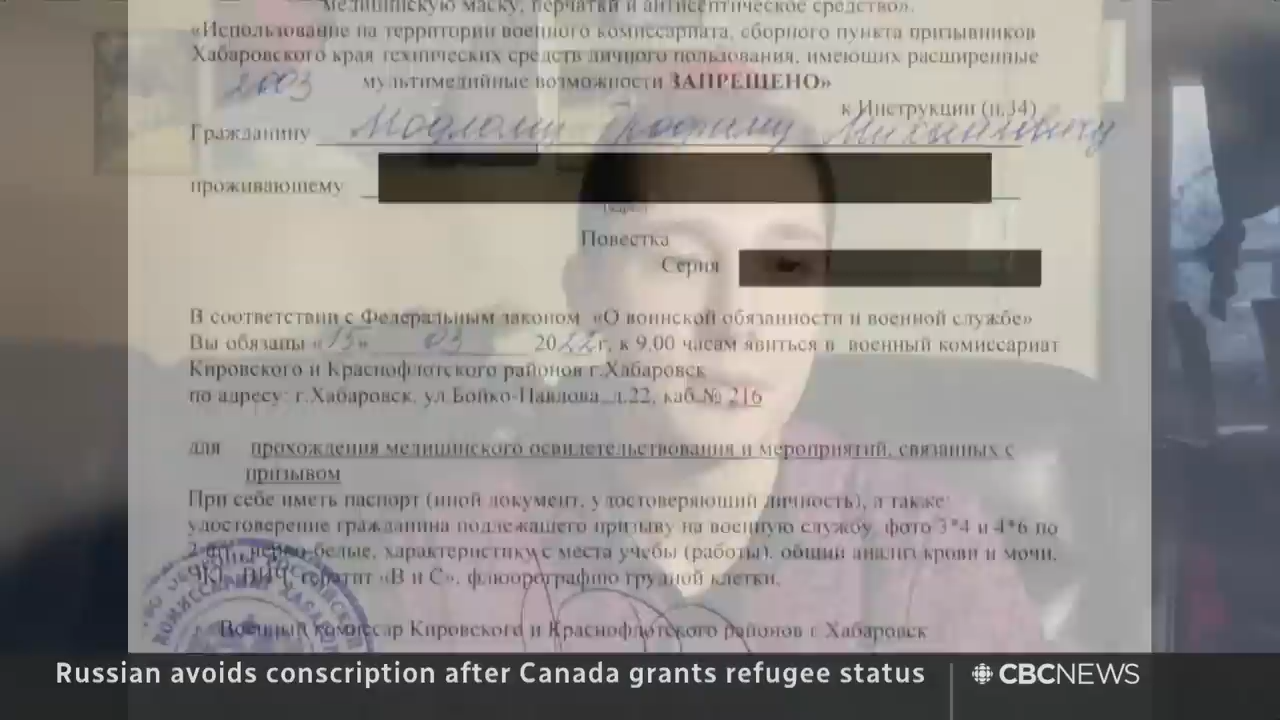 медицинскую маску, перчатки и антисептическое средство».
«Использование на территории военного комиссариата, сборного пункта призывников
Хабаровского края технических средств личного пользования, имеющих расширенные
мультимедийные возможности ЗАПРЕЩЕНО»
2003
к Инструкции (п.34)
Гражданину
проживающему
Повестка
Серия
В соответствии с Федеральным законом «О воинской обязанности и военной службе»
Вы обязаны «15» 03 2022г, к 9.00 часам явиться в военный комиссариат
Кировского и Краснофлотского районов г.Хабаровск
по адресу: г.Хабаровск, ул.Бойко-Павлова, д.22, каб.№ 216
для прохождения медицинского освидетельствования и мероприятий, связанных с
призывом
При себе иметь паспорт (иной документ, удостоверяющий личность), а также:
удостоверение гражданина подлежащего призыву на военную службу, фото 3*4 и 4*6 по
2 шт. черно-белые, характеристику с места учебы (работы), общий анализ крови и мочи,
ЭКГ, ВИЧ, гепатит «В и С», флюорографию грудной клетки.
Военный комиссар Кировского и Краснофлотского районов г. Хабаровск
Russian avoids conscription after Canada grants refugee status
CBCNEWS